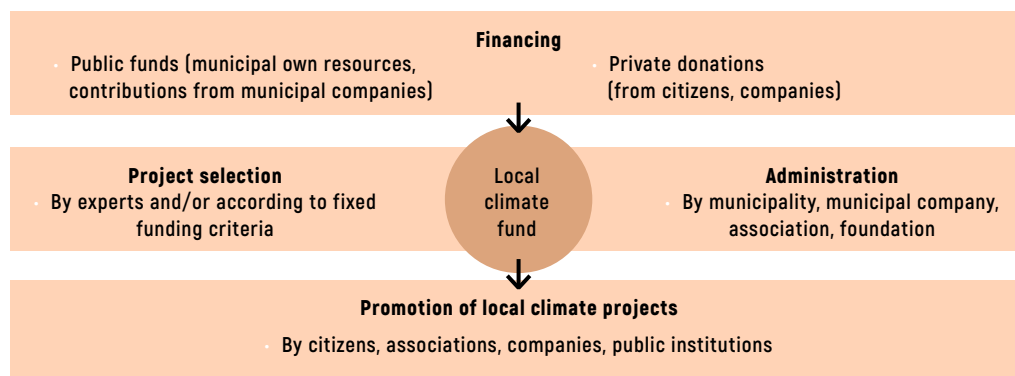 Financing
· Public funds (municipal own resources,
contributions from municipal companies)
· Private donations
(from citizens, companies)
Project selection
· By experts and/or according to fixed
funding criteria
Local
climate
fund
Administration
· By municipality, municipal company,
association, foundation
Promotion of local climate projects
· By citizens, associations, companies, public institutions